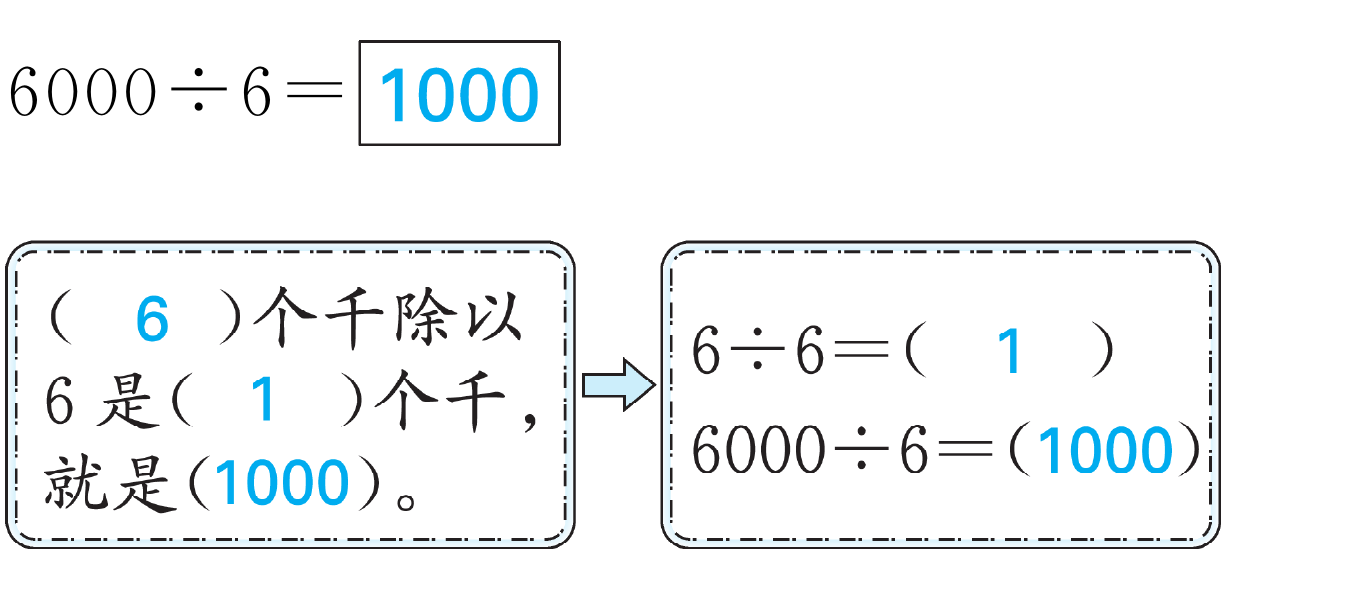 6000÷6=1000
( 6 )个千除以
6 是( 1 )个千,
就是(1000)。
6÷6=( 1 )
6000÷6=(1000)